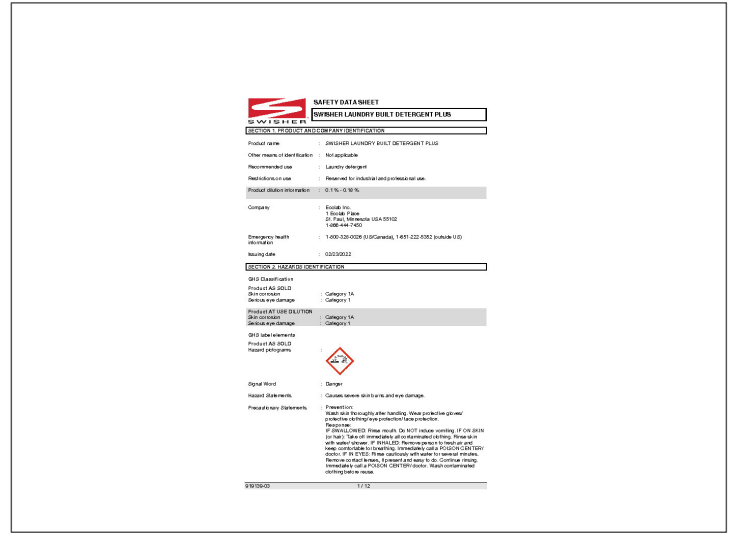 SAFETY DATA SHEET
SWISHER LAUNDRY BUILT DETERGENT PLUS
SWISHER
SECTION 1. PRODUCT AND COMPANY IDENTIFICATION
Product name : SWISHER LAUNDRY BUILT DETERGENT PLUS
Other means of identification : Not applicable
Recommended use : Laundry detergent
Restrictions on use : Reserved for industrial and professional use.
Product dilution information : 0.1 % - 0.18 %
Company : Ecolab Inc.
1 Ecolab Place
St. Paul, Minnesota USA 55102
1-866-444-7450
Emergency health : 1-800-328-0026 (US/Canada), 1-651-222-5352 (outside US)
information
Issuing date : 02/23/2022
SECTION 2. HAZARDS IDENTIFICATION
GHS Classification
Product AS SOLD
Skin corrosion : Category 1A
Serious eye damage : Category 1
Product AT USE DILUTION
Skin corrosion : Category 1A
Serious eye damage : Category 1
GHS label elements
Product AS SOLD
Hazard pictograms :
Signal Word : Danger
Hazard Statements : Causes severe skin burns and eye damage.
Precautionary Statements : Prevention:
Wash skin thoroughly after handling. Wear protective gloves/
protective clothing/ eye protection/ face protection.
Response:
IF SWALLOWED: Rinse mouth. Do NOT induce vomiting. IF ON SKIN
(or hair): Take off immediately all contaminated clothing. Rinse skin
with water/ shower. IF INHALED: Remove person to fresh air and
keep comfortable for breathing. Immediately call a POISON CENTER/
doctor. IF IN EYES: Rinse cautiously with water for several minutes.
Remove contact lenses, if present and easy to do. Continue rinsing.
Immediately call a POISON CENTER/ doctor. Wash contaminated
clothing before reuse.
919139-03 1 / 12